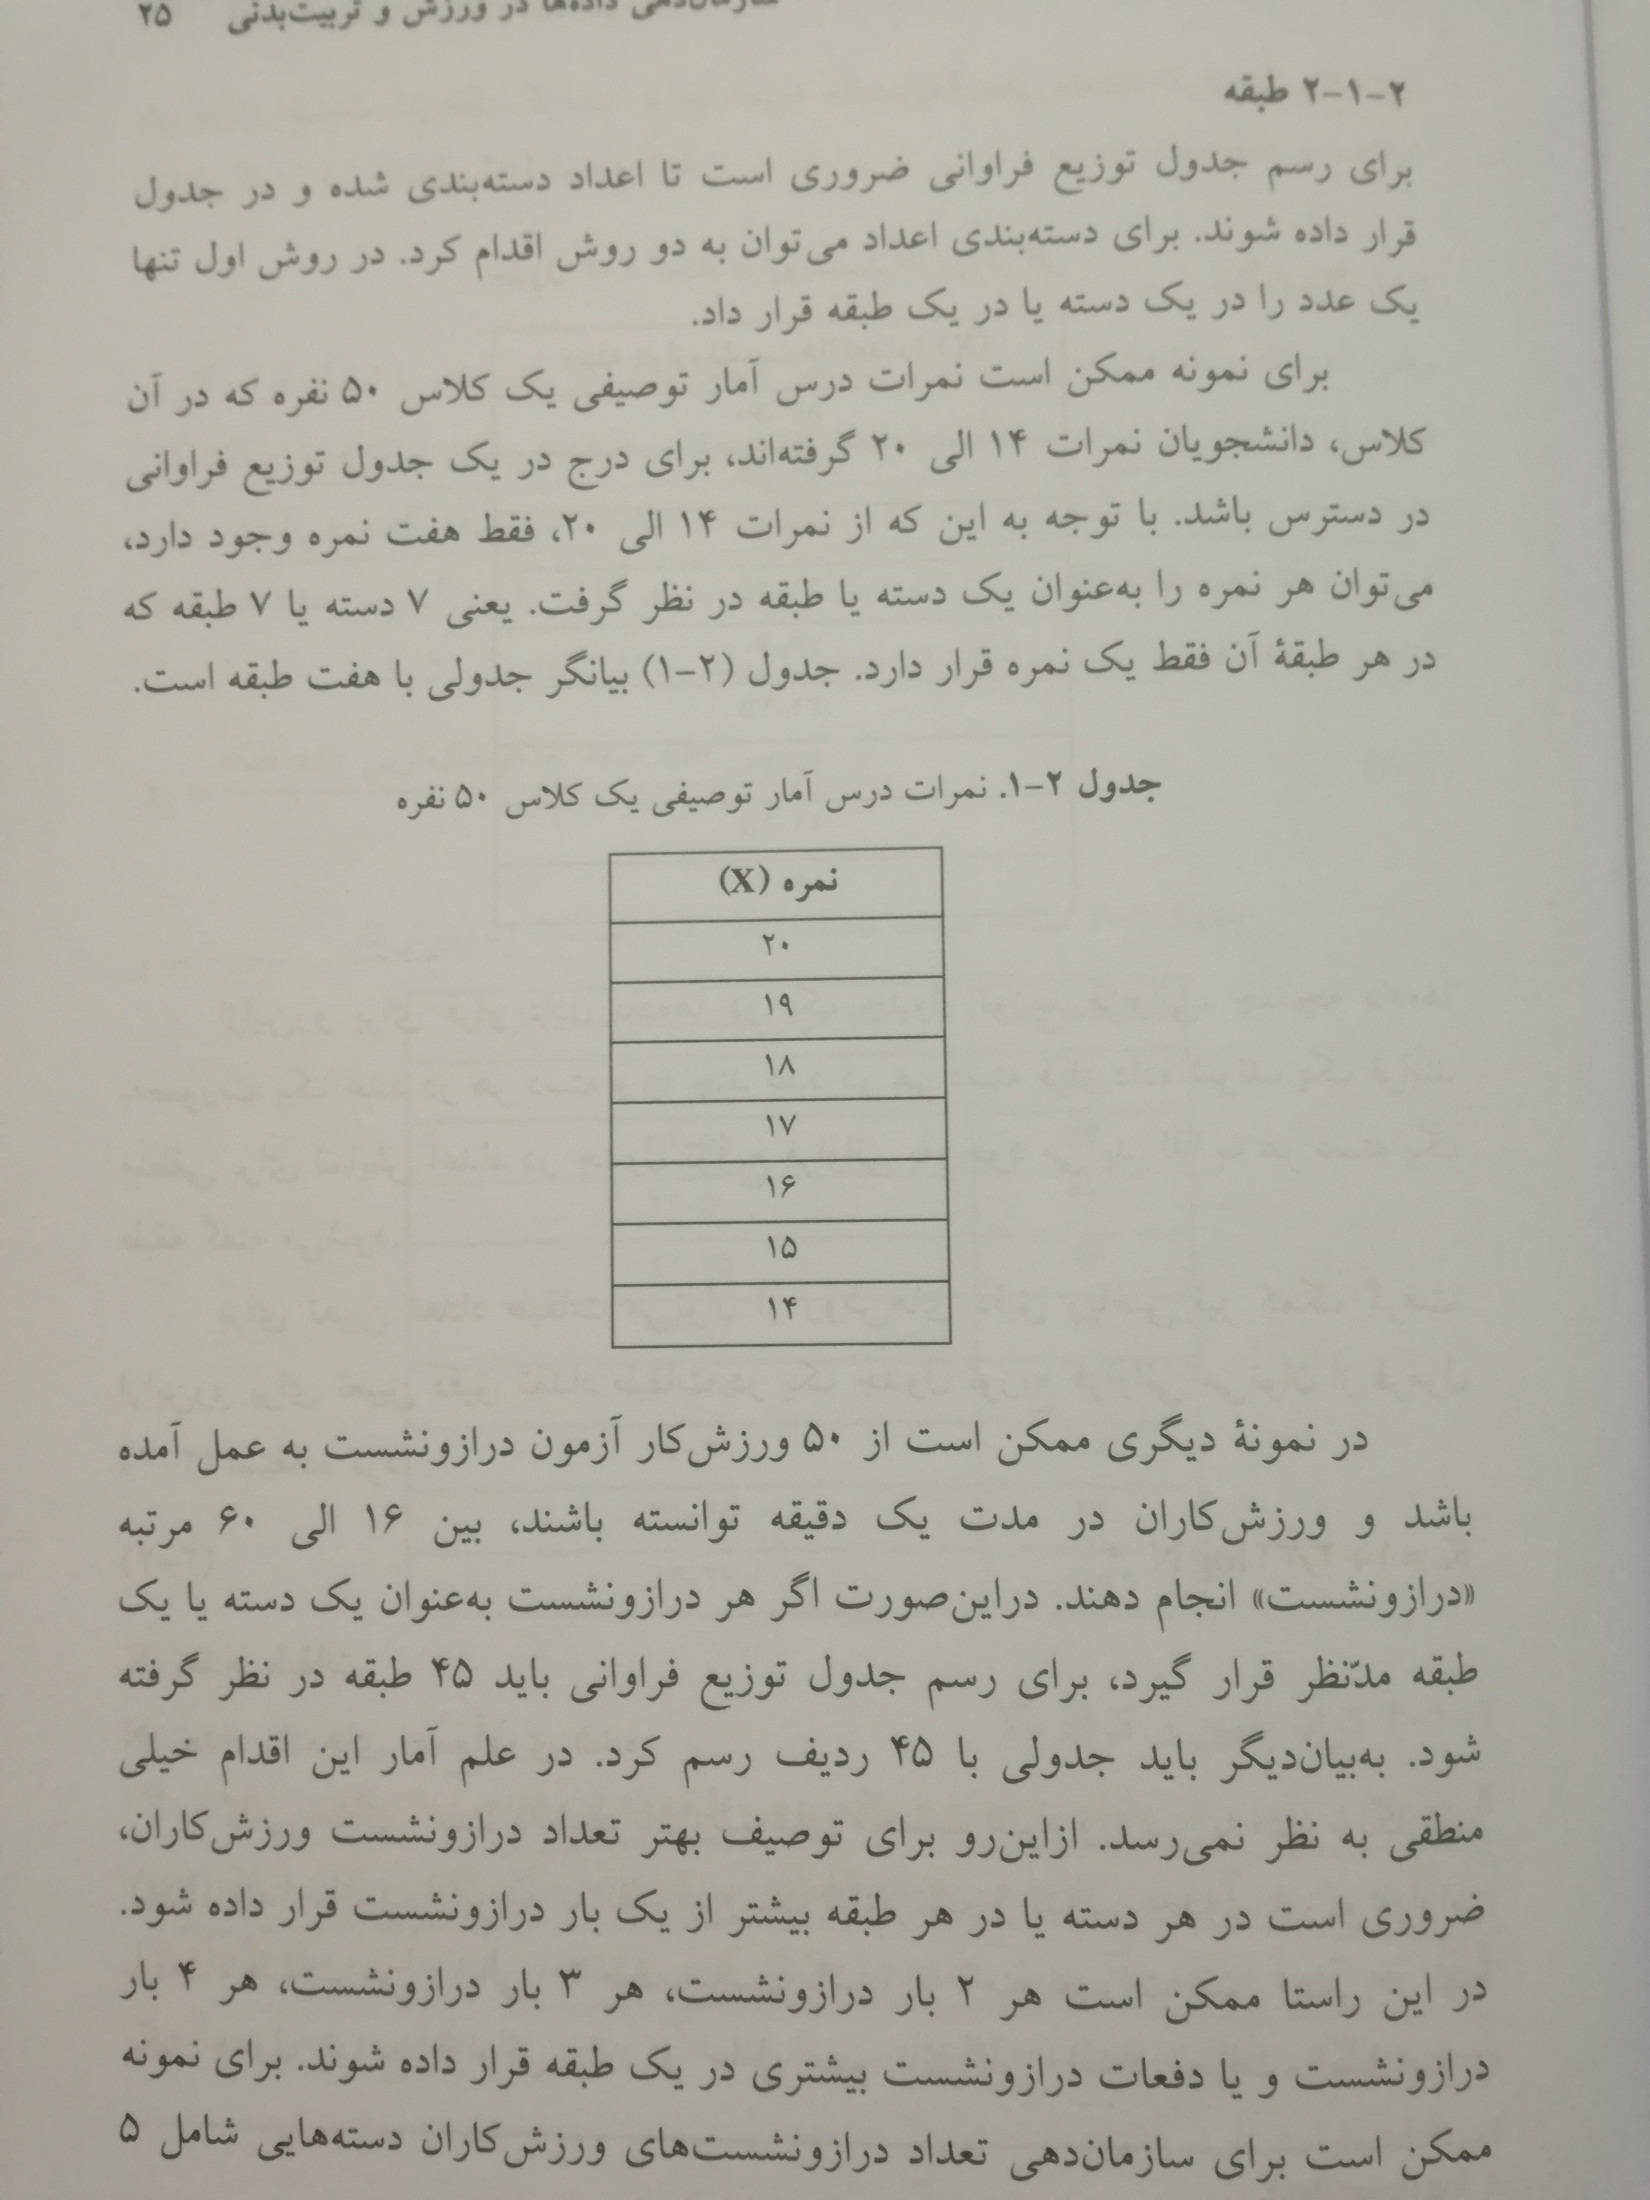 سازمان‌دهی داده‌ها در ورزش و تربیت‌بدنی ۲۵
۲-۱-۲ طبقه
برای رسم جدول توزیع فراوانی ضروری است تا اعداد دسته‌بندی شده و در جدول
قرار داده شوند. برای دسته‌بندی اعداد می‌توان به دو روش اقدام کرد. در روش اول تنها
یک عدد را در یک دسته یا در یک طبقه قرار داد.
برای نمونه ممکن است نمرات درس آمار توصیفی یک کلاس ۵۰ نفره که در آن
کلاس، دانشجویان نمرات ۱۴ الی ۲۰ گرفته‌اند، برای درج در یک جدول توزیع فراوانی
در دسترس باشد. با توجه به این که از نمرات ۱۴ الی ۲۰، فقط هفت نمره وجود دارد،
می‌توان هر نمره را به‌عنوان یک دسته یا طبقه در نظر گرفت. یعنی ۷ دسته یا ۷ طبقه که
در هر طبقهٔ آن فقط یک نمره قرار دارد. جدول (۲-۱) بیانگر جدولی با هفت طبقه است.
جدول ۲-۱. نمرات درس آمار توصیفی یک کلاس ۵۰ نفره
نمره (X)
۲۰
۱۹
۱۸
۱۷
۱۶
۱۵
۱۴
در نمونهٔ دیگری ممکن است از ۵۰ ورزش‌کار آزمون درازونشست به عمل آمده
باشد و ورزش‌کاران در مدت یک دقیقه توانسته باشند، بین ۱۶ الی ۶۰ مرتبه
«درازونشست» انجام دهند. دراین‌صورت اگر هر درازونشست به‌عنوان یک دسته یا یک
طبقه مدّنظر قرار گیرد، برای رسم جدول توزیع فراوانی باید ۴۵ طبقه در نظر گرفته
شود. به‌بیان‌دیگر باید جدولی با ۴۵ ردیف رسم کرد. در علم آمار این اقدام خیلی
منطقی به نظر نمی‌رسد. ازاین‌رو برای توصیف بهتر تعداد درازونشست ورزش‌کاران،
ضروری است در هر دسته یا در هر طبقه بیشتر از یک بار درازونشست قرار داده شود.
در این راستا ممکن است هر ۲ بار درازونشست، هر ۳ بار درازونشست، هر ۴ بار
درازونشست و یا دفعات درازونشست بیشتری در یک طبقه قرار داده شوند. برای نمونه
ممکن است برای سازمان‌دهی تعداد درازونشست‌های ورزش‌کاران دسته‌هایی شامل ۵